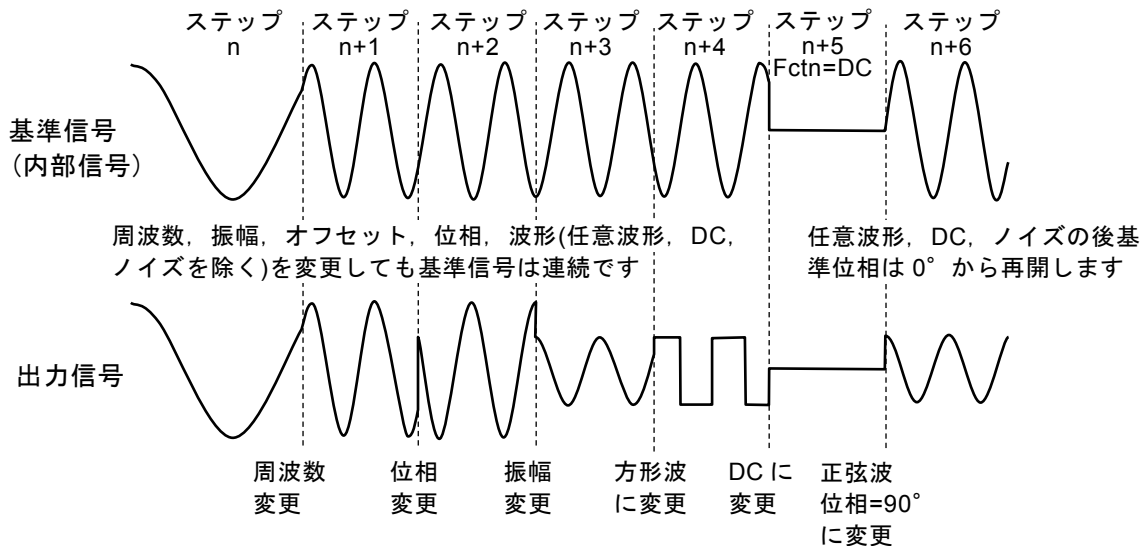 ステップ
n
ステップ
n+1
ステップ
n+2
ステップ
n+3
ステップ
n+4
ステップ
n+5
Fctn=DC
ステップ
n+6
基準信号
(内部信号)
周波数，振幅，オフセット，位相，波形(任意波形，DC，
ノイズを除く)を変更しても基準信号は連続です
任意波形，DC，ノイズの後基
準位相は 0°から再開します
出力信号
周波数
変更
位相
変更
振幅
変更
方形波
に変更
DC に
変更
正弦波
位相=90°
に変更